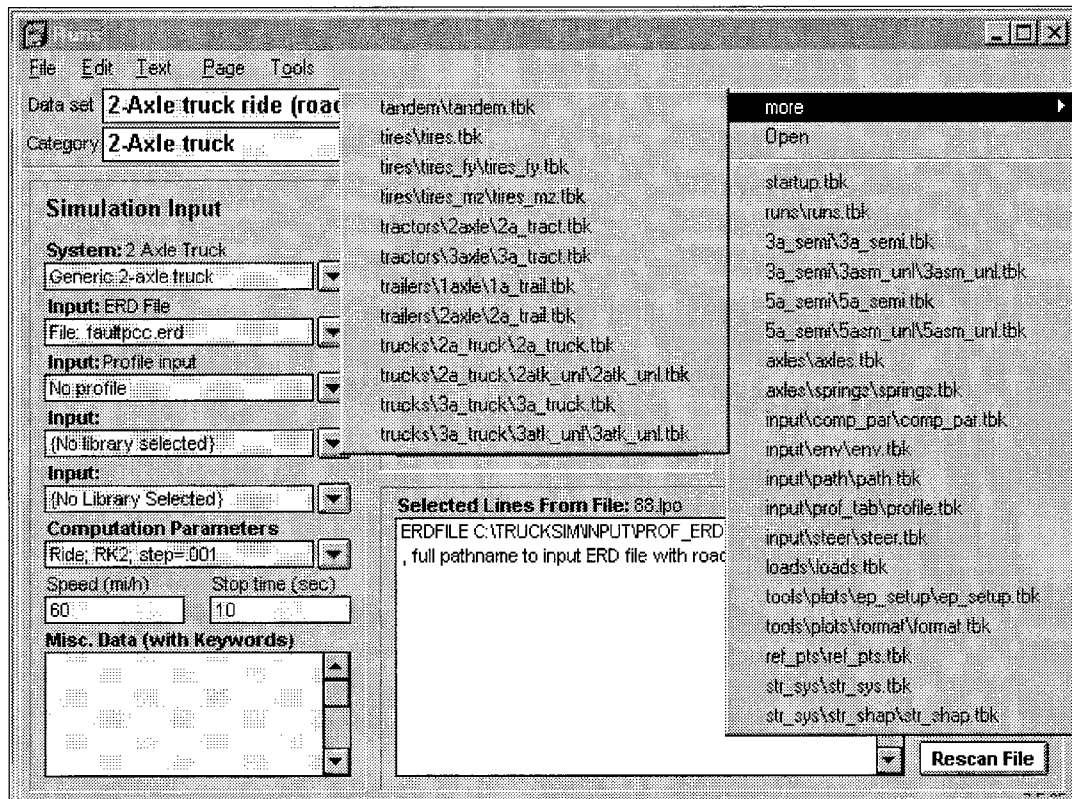 Runs
File Edit Text Page Tools
Data set 2-Axle truck ride (road
Category 2-Axle truck
Simulation Input
System: 2 Axle Truck
Generic 2-axle truck
Input: ERD File
File: faultpcc.erd
Input: Profile input
No profile
Input:
{No library selected}
Input:
{No Library Selected}
Computation Parameters
Ride; RK2; step=.001
Speed (mi/h) Stop time (sec)
60 10
Misc. Data (with Keywords)
tandem\tandem.tbk
tires\tires.tbk
tires\tires_fy\tires_fy.tbk
tires\tires_mz\tires_mz.tbk
tractors\2axle\2a_tract.tbk
tractors\3axle\3a_tract.tbk
trailers\1axle\1a_trail.tbk
trailers\2axle\2a_trail.tbk
trucks\2a_truck\2a_truck.tbk
trucks\2a_truck\2atk_unl\2atk_unl.tbk
trucks\3a_truck\3a_truck.tbk
trucks\3a_truck\3atk_unl\3atk_unl.tbk
Selected Lines From File: 88.lpo
ERDFILE C:\TRUCKSIM\INPUT\PROF_ERD
, full pathname to input ERD file with road
more
Open
startup.tbk
runs\runs.tbk
3a_semi\3a_semi.tbk
3a_semi\3asm_unl\3asm_unl.tbk
5a_semi\5a_semi.tbk
5a_semi\5asm_unl\5asm_unl.tbk
axles\axles.tbk
axles\springs\springs.tbk
input\comp_par\comp_par.tbk
input\env\env.tbk
input\path\path.tbk
input\prof_tab\profile.tbk
input\steer\steer.tbk
loads\loads.tbk
tools\plots\ep_setup\ep_setup.tbk
tools\plots\format\format.tbk
ref_pts\ref_pts.tbk
str_sys\str_sys.tbk
str_sys\str_shap\str_shap.tbk
Rescan File